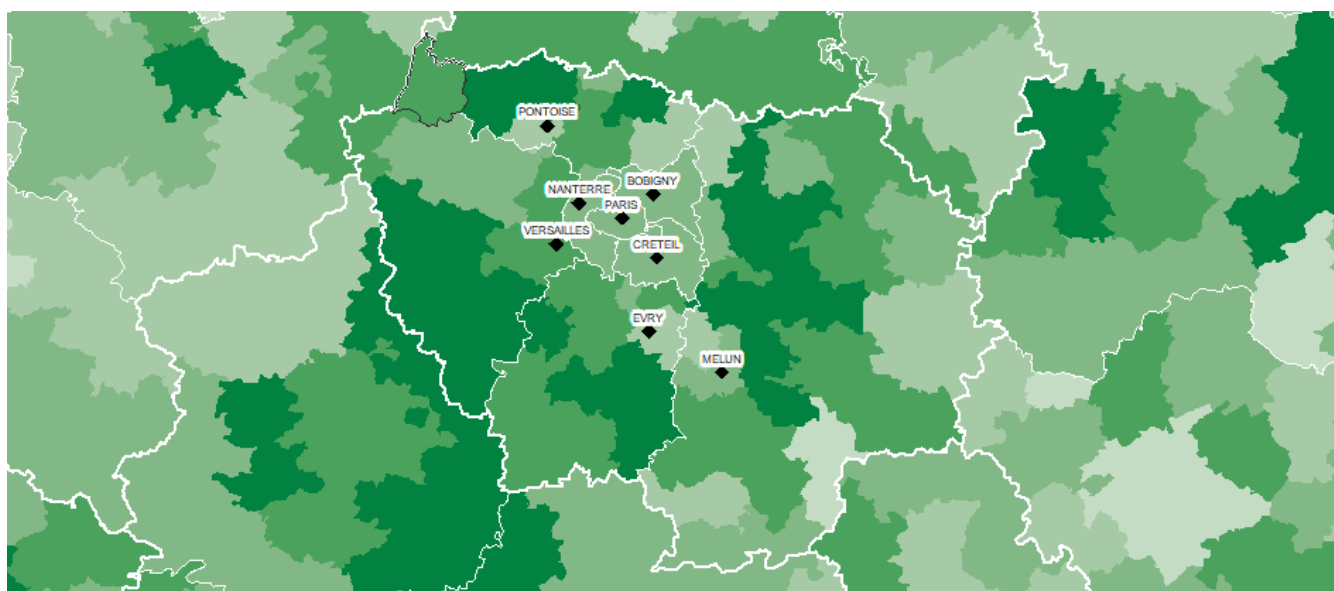 PONTOISE
BOBIGNY
NANTERRE
PARIS
VERSAILLES
CRETEIL
EVRY
MELUN